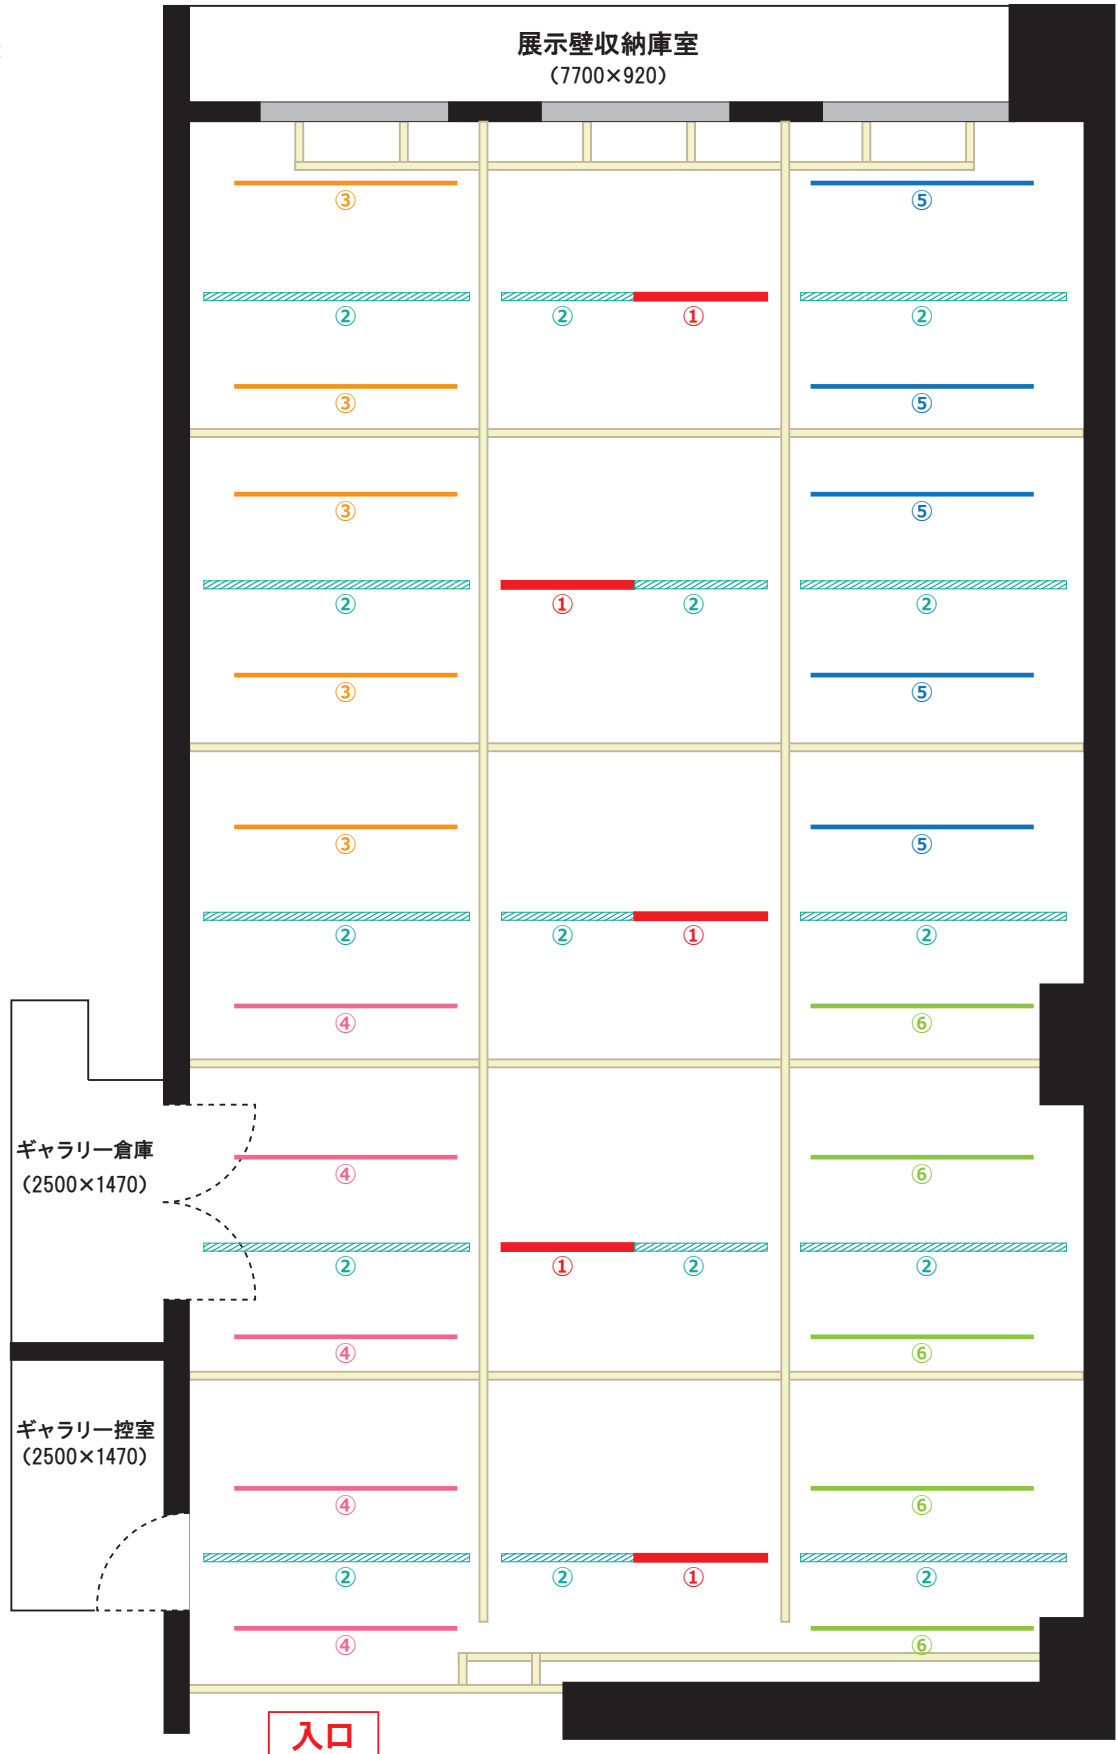 展示壁収納庫室
（7700×920）
③ ⑤
② ② ① ②
③ ⑤
③ ⑤
② ① ② ②
③ ⑤
③ ⑤
② ② ① ②
④ ⑥
ギャラリー倉庫
（2500×1470）
④ ⑥
② ① ② ②
④ ⑥
ギャラリー控室
（2500×1470）
④ ⑥
② ② ① ②
④ ⑥
入口